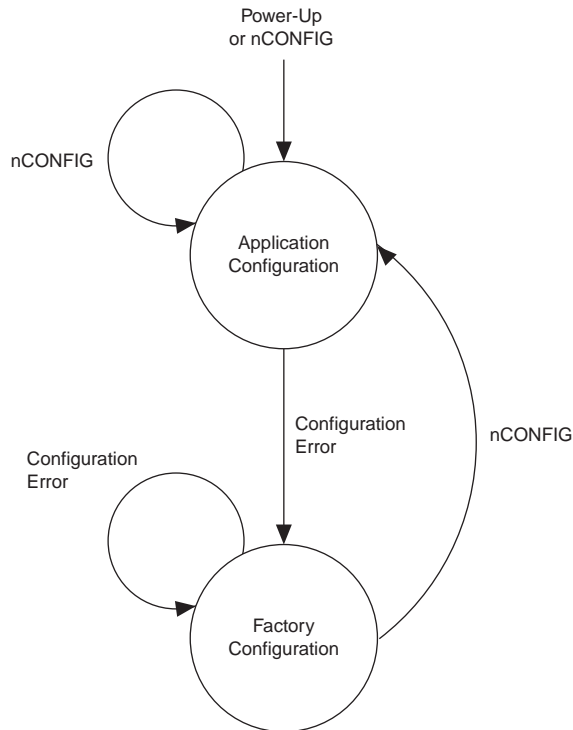 Power-Up
or nCONFIG
nCONFIG
Application
Configuration
Configuration
Error
nCONFIG
Configuration
Error
Factory
Configuration